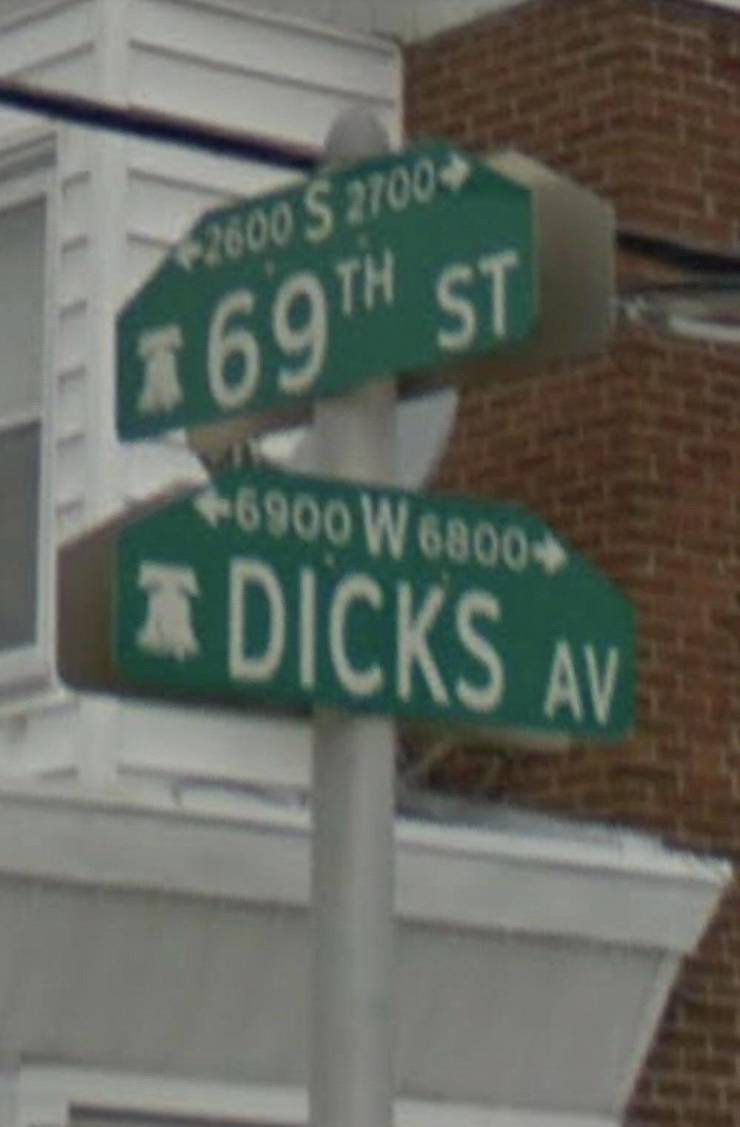 ←2600 S 2700→
69TH ST
←6900 W 6800→
DICKS AV